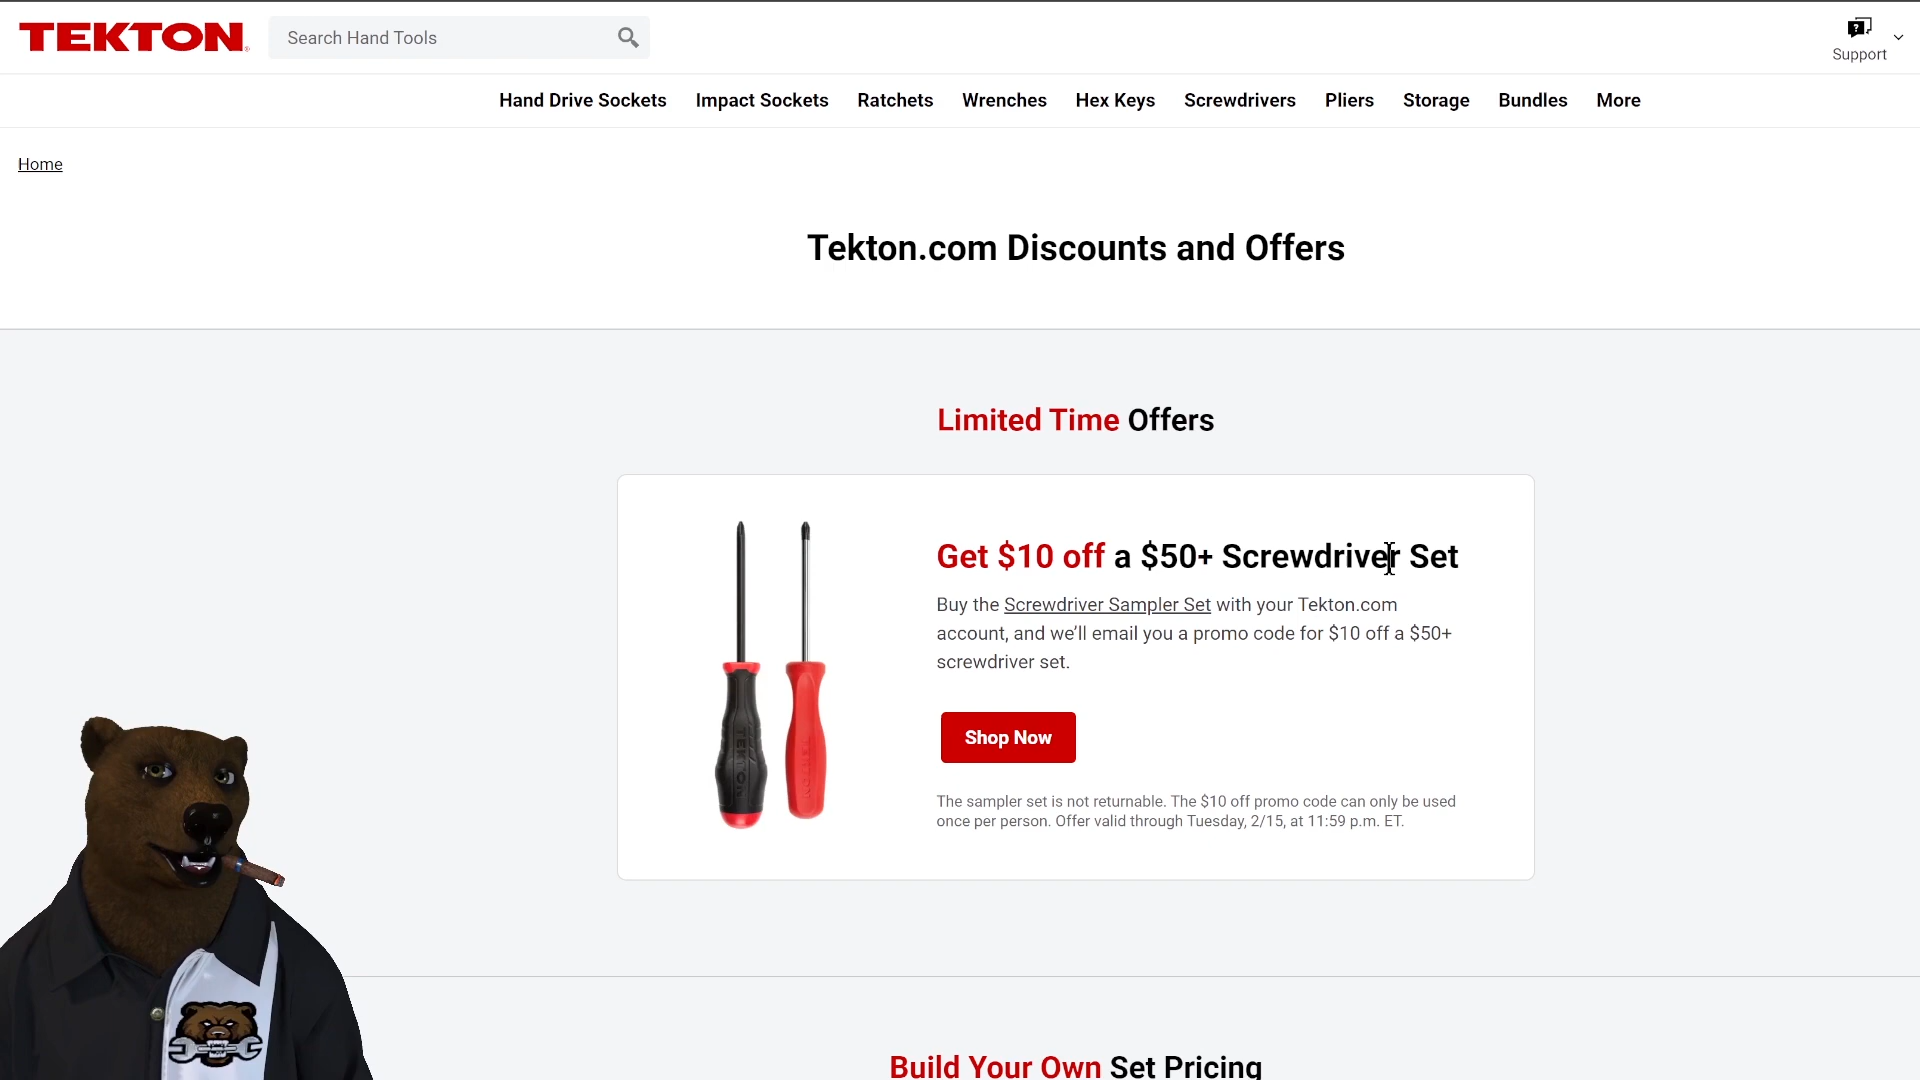 TEKTON
Search Hand Tools
Support
Hand Drive Sockets Impact Sockets Ratchets Wrenches Hex Keys Screwdrivers Pliers Storage Bundles More
Home
Tekton.com Discounts and Offers
Limited Time Offers
Get $10 off a $50+ Screwdriver Set
Buy the Screwdriver Sampler Set with your Tekton.com
account, and we'll email you a promo code for $10 off a $50+
screwdriver set.
Shop Now
The sampler set is not returnable. The $10 off promo code can only be used
once per person. Offer valid through Tuesday, 2/15, at 11:59 p.m. ET.
TEKTON
TEKTON
Build Your Own Set Pricing